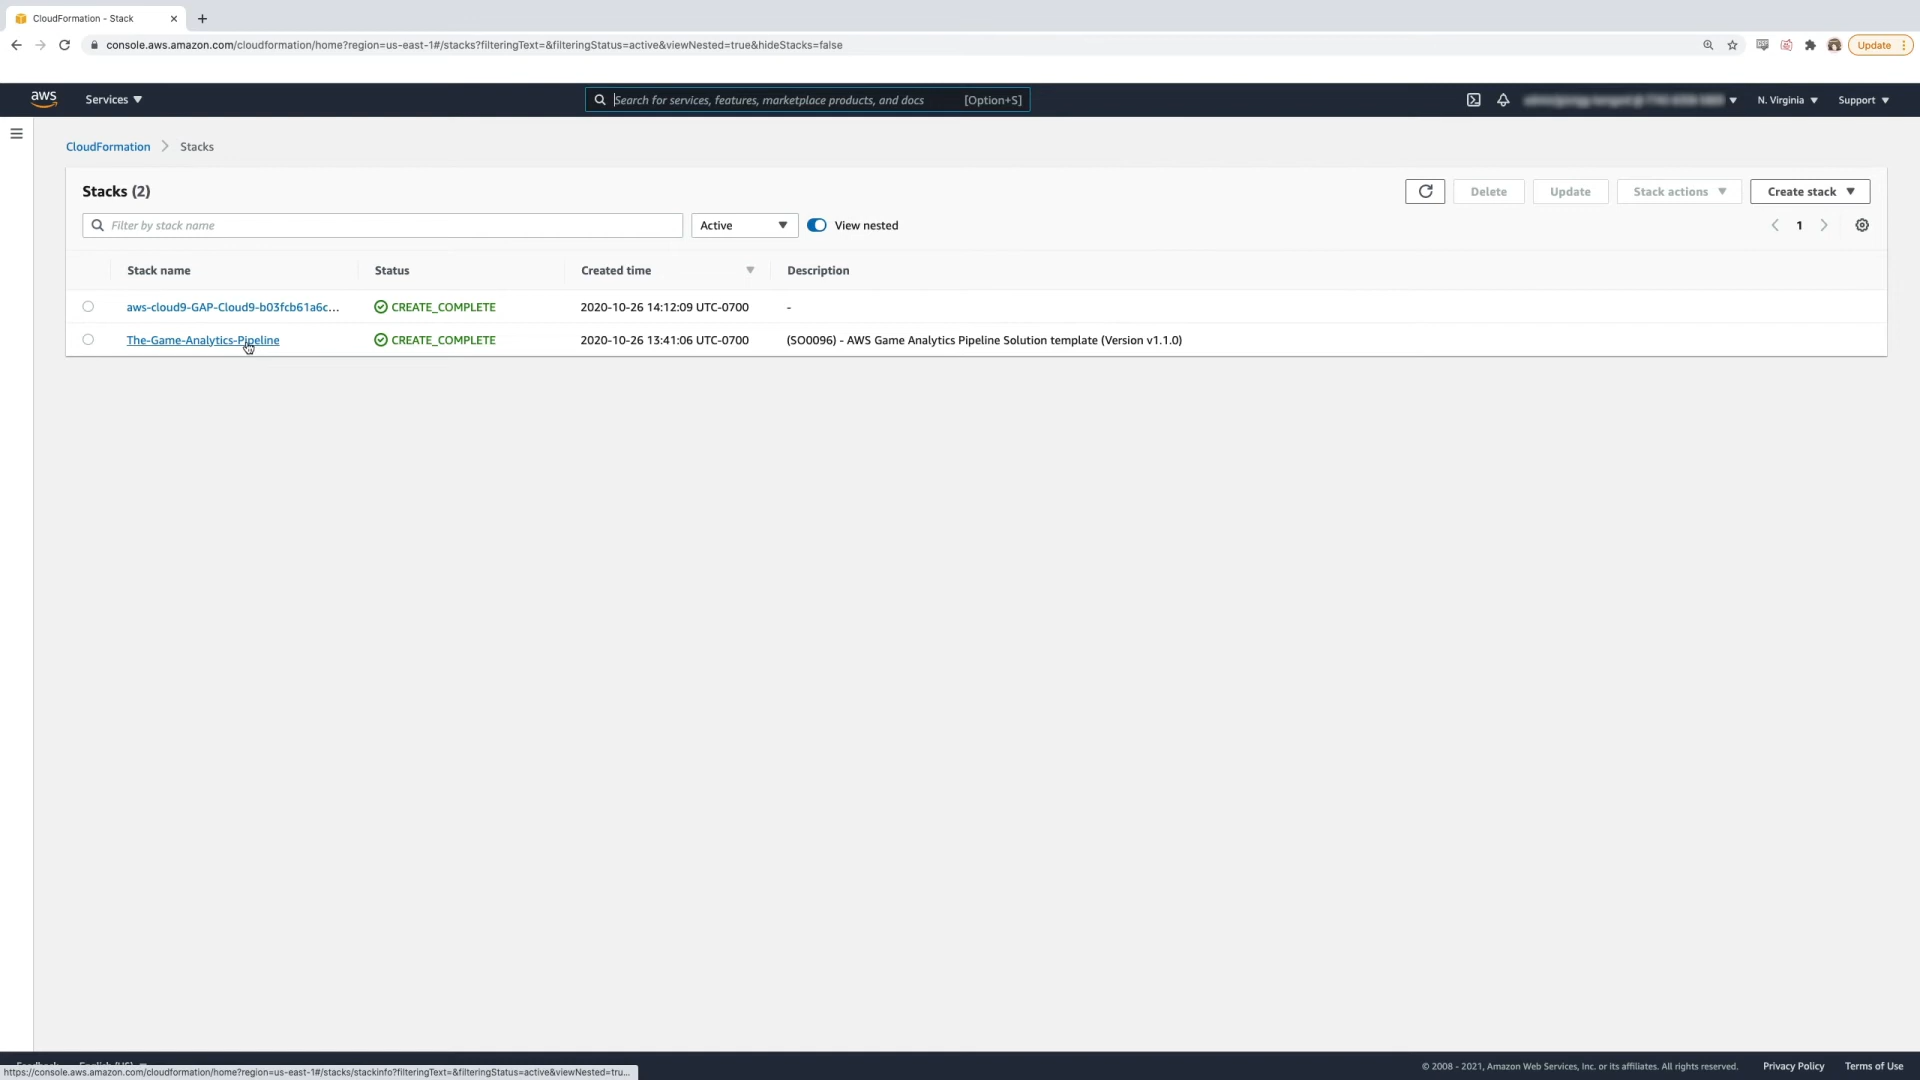 CloudFormation - Stack
console.aws.amazon.com/cloudformation/home?region=us-east-1#/stacks?filteringText=&filteringStatus=active&viewNested=true&hideStacks=false
Update
aws Services Search for services, features, marketplace products, and docs [Option+S] N. Virginia Support
CloudFormation Stacks
Stacks (2) Delete Update Stack actions Create stack
Filter by stack name Active View nested 1
Stack name Status Created time Description
aws-cloud9-GAP-Cloud9-b03fcb61a6c... CREATE_COMPLETE 2020-10-26 14:12:09 UTC-0700 -
The-Game-Analytics-Pipeline CREATE_COMPLETE 2020-10-26 13:41:06 UTC-0700 (SO0096) - AWS Game Analytics Pipeline Solution template (Version v1.1.0)
© 2008 - 2021, Amazon Web Services, Inc. or its affiliates. All rights reserved. Privacy Policy Terms of Use
https://console.aws.amazon.com/cloudformation/home?region=us-east-1#/stacks/stackinfo?filteringText=&filteringStatus=active&viewNested=tru...